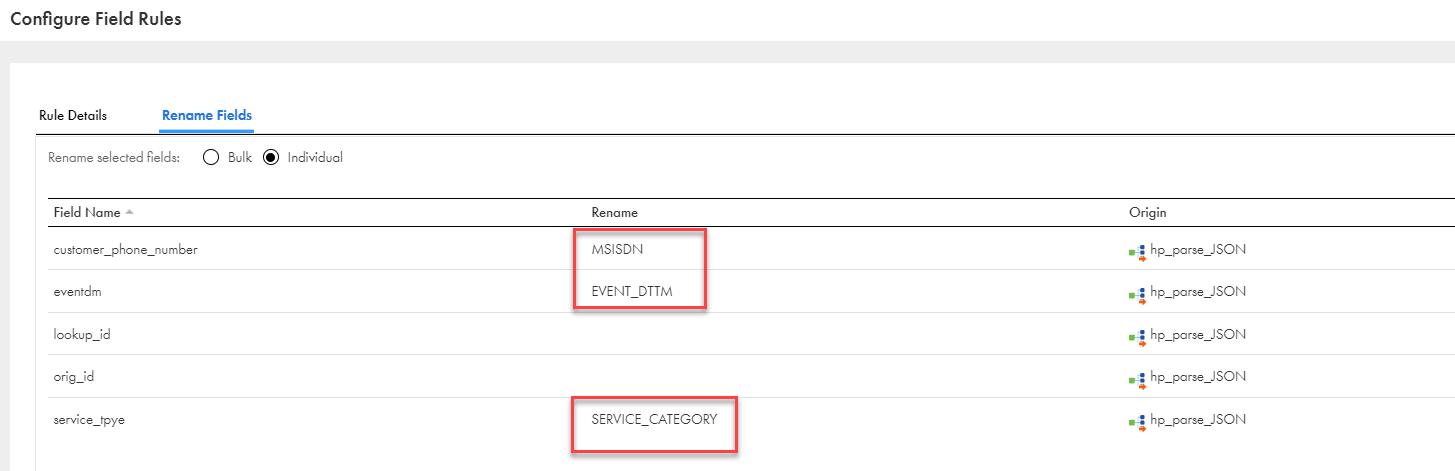 Configure Field Rules
Rule Details Rename Fields
Rename selected fields: Bulk Individual
Field Name Rename Origin
customer_phone_number MSISDN hp_parse_JSON
eventdm EVENT_DTTM hp_parse_JSON
lookup_id hp_parse_JSON
orig_id hp_parse_JSON
service_tpye SERVICE_CATEGORY hp_parse_JSON